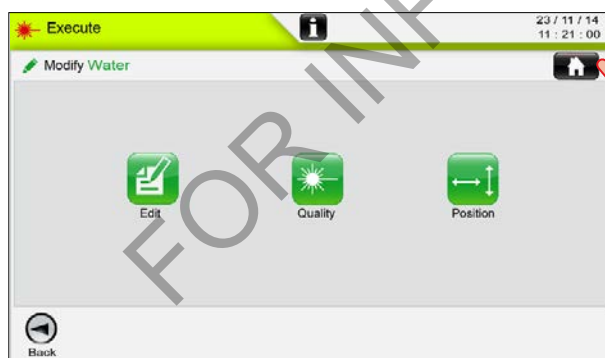 Execute
23 / 11 / 14
11 : 21 : 00
Modify Water
Edit
Quality
Position
Back
FOR INF